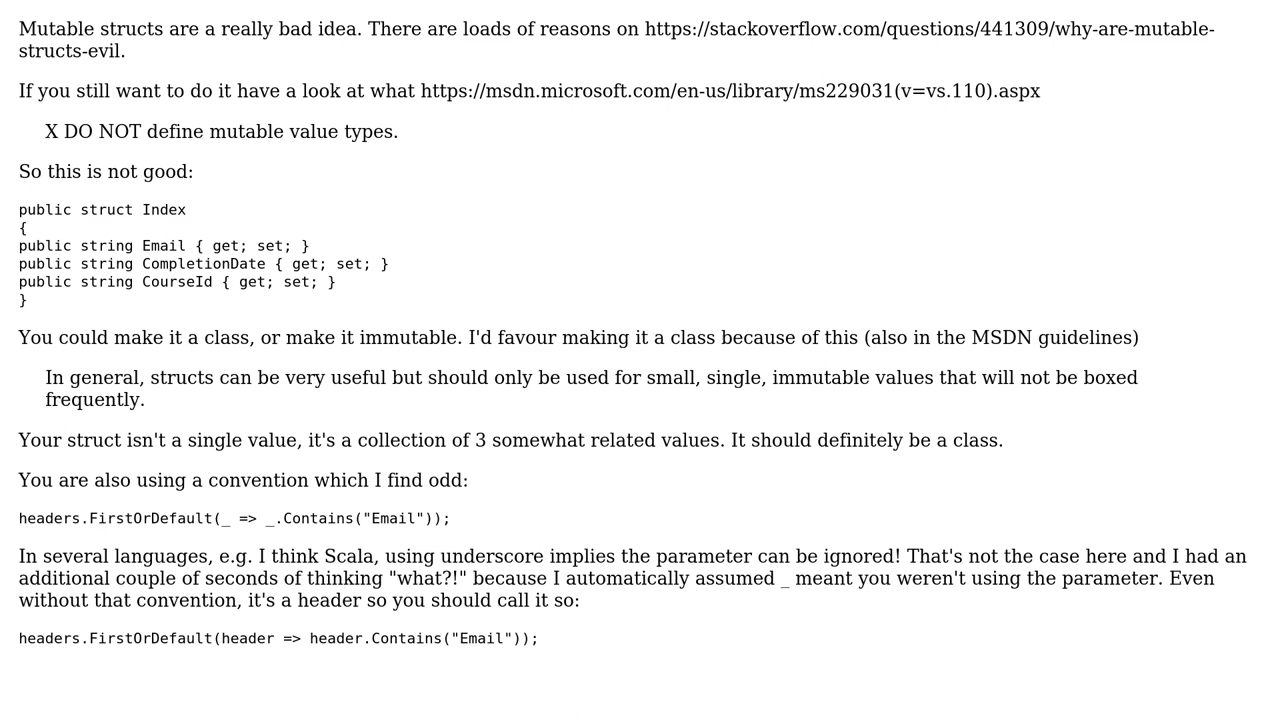 Mutable structs are a really bad idea. There are loads of reasons on https://stackoverflow.com/questions/441309/why-are-mutable-
structs-evil.
If you still want to do it have a look at what https://msdn.microsoft.com/en-us/library/ms229031(v=vs.110).aspx
X DO NOT define mutable value types.
So this is not good:
public struct Index
{
public string Email { get; set; }
public string CompletionDate { get; set; }
public string CourseId { get; set; }
}
You could make it a class, or make it immutable. I'd favour making it a class because of this (also in the MSDN guidelines)
In general, structs can be very useful but should only be used for small, single, immutable values that will not be boxed
frequently.
Your struct isn't a single value, it's a collection of 3 somewhat related values. It should definitely be a class.
You are also using a convention which I find odd:
headers.FirstOrDefault(_ => _.Contains("Email"));
In several languages, e.g. I think Scala, using underscore implies the parameter can be ignored! That's not the case here and I had an
additional couple of seconds of thinking "what?!" because I automatically assumed _ meant you weren't using the parameter. Even
without that convention, it's a header so you should call it so:
headers.FirstOrDefault(header => header.Contains("Email"));